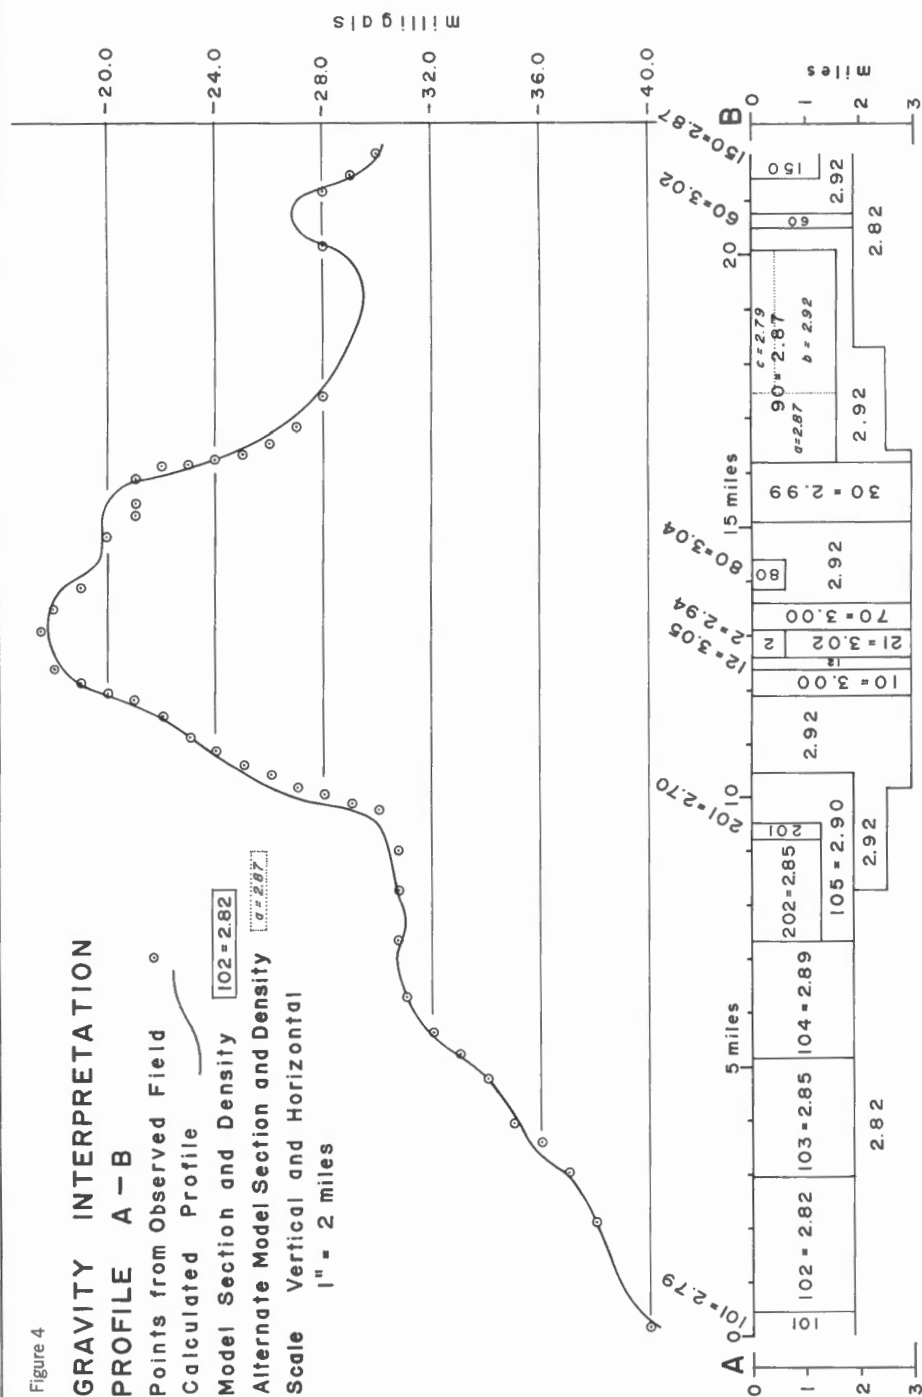 Figure 4
GRAVITY INTERPRETATION
PROFILE A-B
Points from Observed Field
Calculated Profile
Model Section and Density 102=2.82
Alternate Model Section and Density a=2.87
Scale Vertical and Horizontal
1" = 2 miles
milligals
-20.0
-24.0
-28.0
-32.0
-36.0
-40.0
101=2.79
201=2.70
12=3.05
2=2.94
80=3.04
60=3.02
150=2.87
A
0
5 miles
10
15 miles
20
B
0
1
2
3
miles
0
1
2
3
101
102 = 2.82
103 = 2.85
104 = 2.89
202=2.85
201
105 = 2.90
2.82
2.92
2.92
10 = 3.00
12
2
21 = 3.02
70 = 3.00
80
2.92
30 = 2.99
a=2.87
90 = 2.87
c = 2.79
b = 2.92
2.92
60
150
2.92
2.82